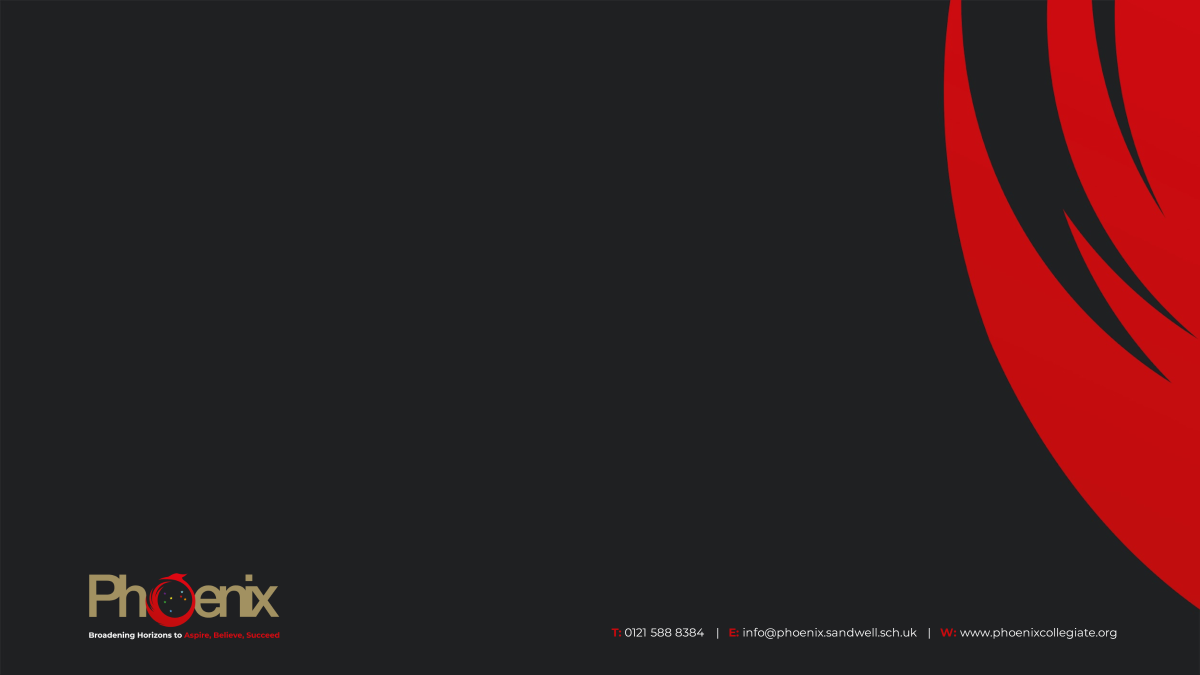 Phoenix
Broadening Horizons to Aspire, Believe, Succeed
T: 0121 588 8384 | E: info@phoenix.sandwell.sch.uk | W: www.phoenixcollegiate.org